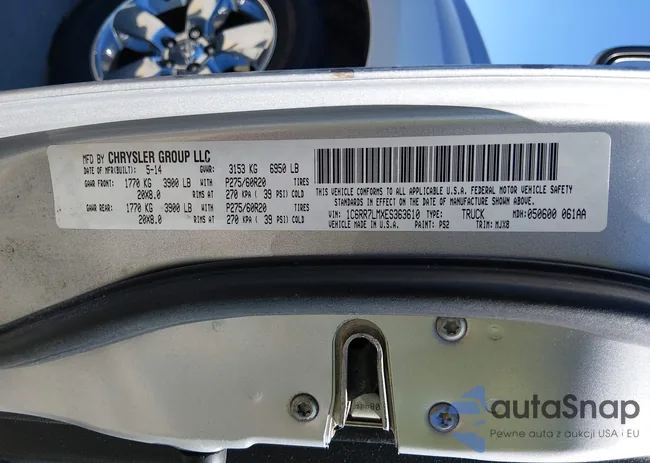 MFD BY CHRYSLER GROUP LLC
DATE OF MFR(BUILT): 5-14 GVWR: 3153 KG 6950 LB
GAWR FRONT: 1770 KG 3900 LB WITH P275/60R20 TIRES
20X8.0 RIMS AT 270 KPA ( 39 PSI) COLD
GAWR REAR: 1770 KG 3900 LB WITH P275/60R20 TIRES
20X8.0 RIMS AT 270 KPA ( 39 PSI) COLD
THIS VEHICLE CONFORMS TO ALL APPLICABLE U.S.A. FEDERAL MOTOR VEHICLE SAFETY
STANDARDS IN EFFECT ON THE DATE OF MANUFACTURE SHOWN ABOVE.
VIN: 1C6RR7LMXES363610 TYPE: TRUCK MDH: 050600 061AA
VEHICLE MADE IN U.S.A. PAINT: PS2 TRIM: MJX8
autaSnap
Pewne auta z aukcji USA i EU